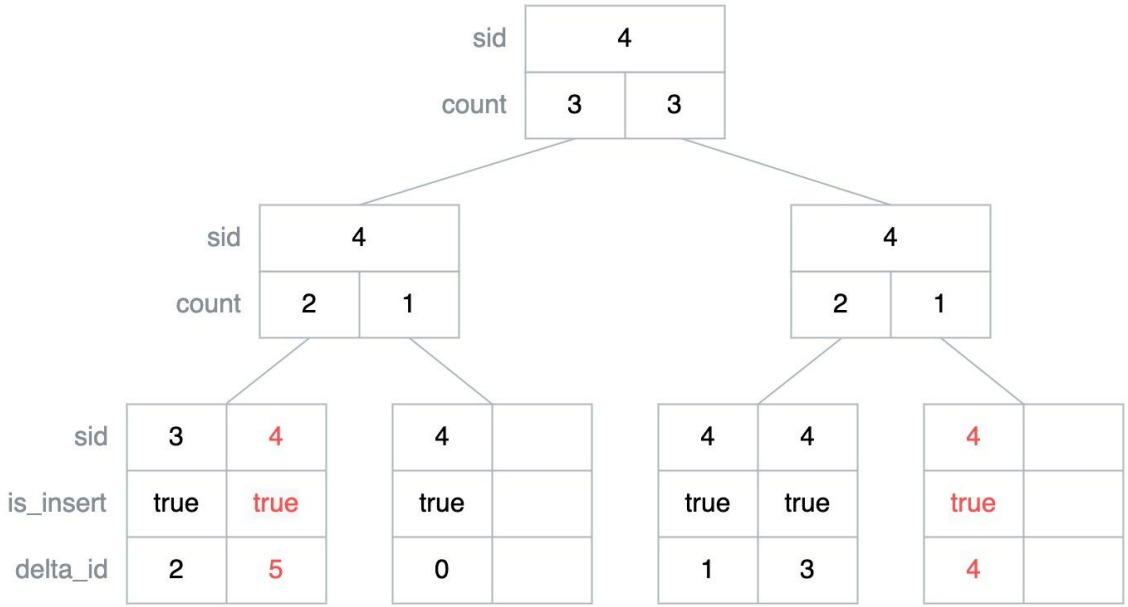 sid 4
count 3 3
sid 4 4
count 2 1 2 1
sid 3 4 4 4 4 4
is_insert true true true true true true
delta_id 2 5 0 1 3 4